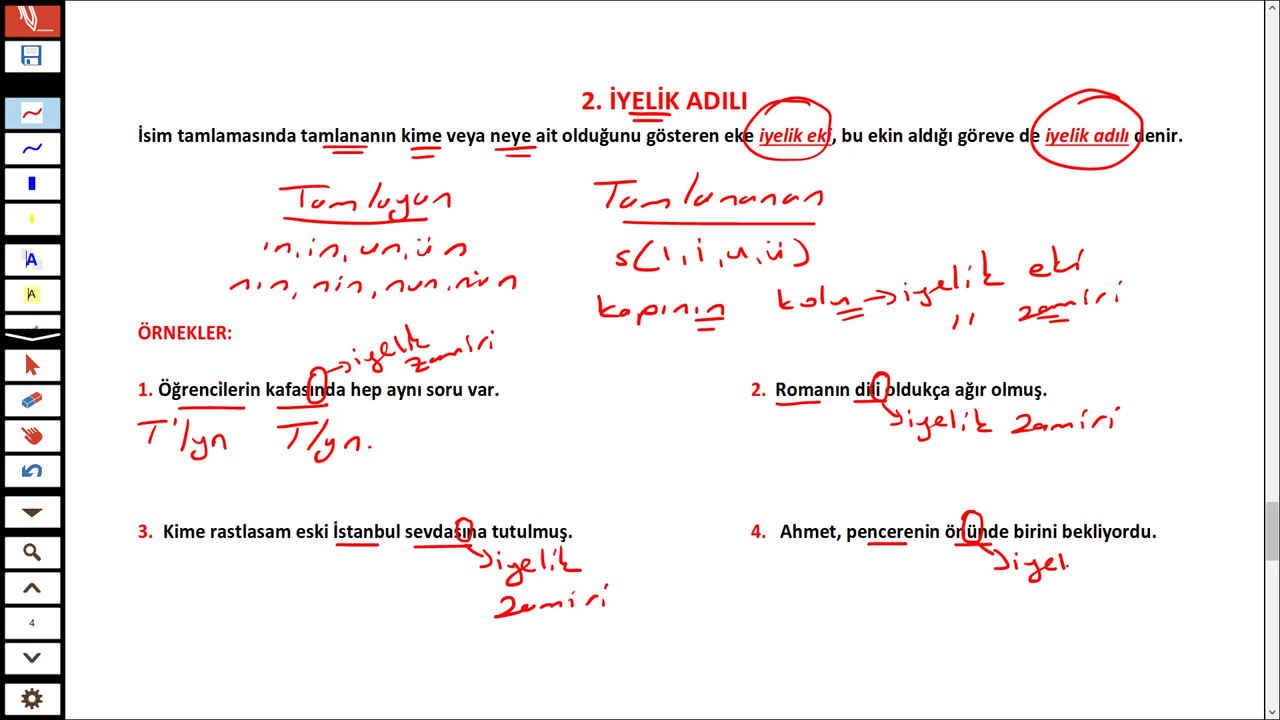 2. İYELİK ADILI
İsim tamlamasında tamlananın kime veya neye ait olduğunu gösteren eke iyelik eki, bu ekin aldığı göreve de iyelik adılı denir.
Tamlayan Tamlanan
ın, in, un, ün s(ı, i, u, ü)
nın, nin, nun, nün
kapının kolu → iyelik eki
" zamiri
ÖRNEKLER:
→ iyelik zamiri
1. Öğrencilerin kafasında hep aynı soru var.
T'lyn T/lyn.
2. Romanın dili oldukça ağır olmuş.
→ iyelik zamiri
3. Kime rastlasam eski İstanbul sevdasına tutulmuş.
→ iyelik
zamiri
4. Ahmet, pencerenin önünde birini bekliyordu.
→ iyel
A
A
4